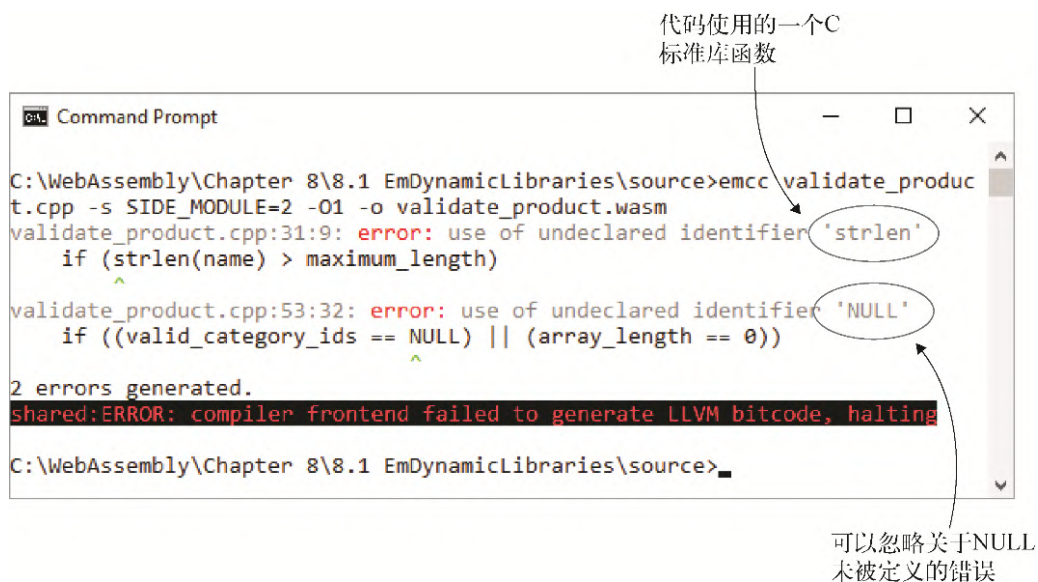 代码使用的一个C
标准库函数
Command Prompt
C:\WebAssembly\Chapter 8\8.1 EmDynamicLibraries\source>emcc validate_produc
t.cpp -s SIDE_MODULE=2 -O1 -o validate_product.wasm
validate_product.cpp:31:9: error: use of undeclared identifier 'strlen'
    if (strlen(name) > maximum_length)
        ^
validate_product.cpp:53:32: error: use of undeclared identifier 'NULL'
    if ((valid_category_ids == NULL) || (array_length == 0))
                               ^
2 errors generated.
shared:ERROR: compiler frontend failed to generate LLVM bitcode, halting
C:\WebAssembly\Chapter 8\8.1 EmDynamicLibraries\source>
可以忽略关于NULL
未被定义的错误